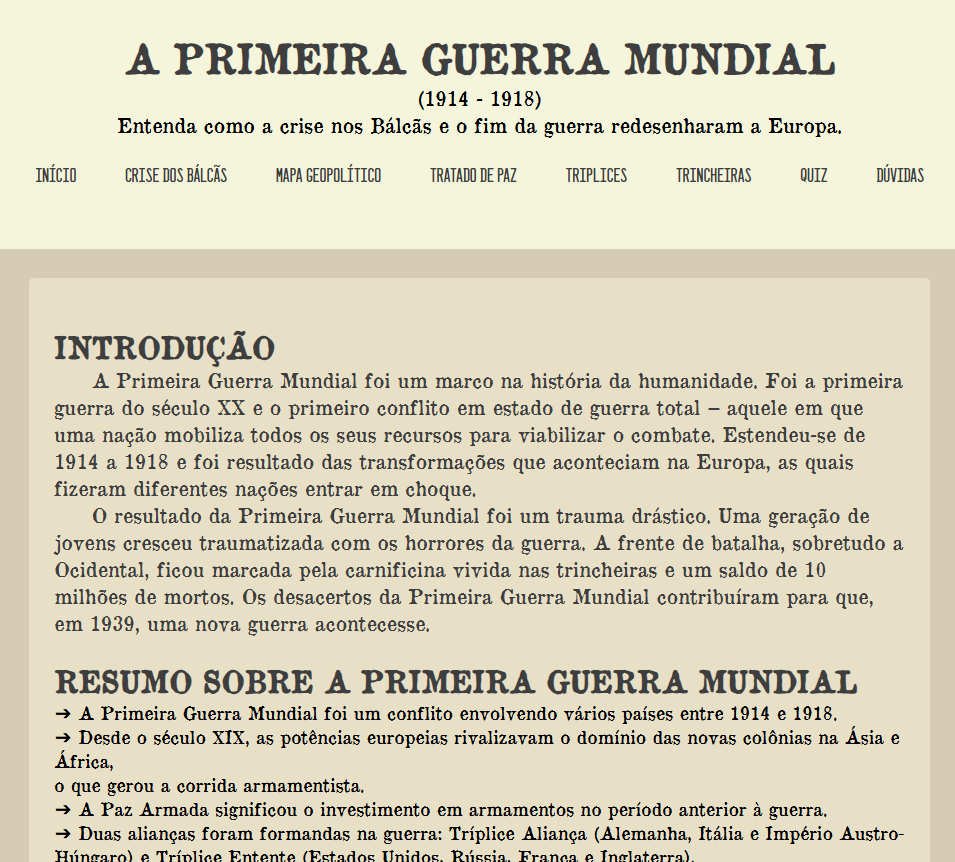 A PRIMEIRA GUERRA MUNDIAL
(1914 - 1918)
Entenda como a crise nos Bálcãs e o fim da guerra redesenharam a Europa.
INÍCIO CRISE DOS BÁLCÃS MAPA GEOPOLÍTICO TRATADO DE PAZ TRIPLICES TRINCHEIRAS QUIZ DÚVIDAS
INTRODUÇÃO
A Primeira Guerra Mundial foi um marco na história da humanidade. Foi a primeira
guerra do século XX e o primeiro conflito em estado de guerra total – aquele em que
uma nação mobiliza todos os seus recursos para viabilizar o combate. Estendeu-se de
1914 a 1918 e foi resultado das transformações que aconteciam na Europa, as quais
fizeram diferentes nações entrar em choque.
O resultado da Primeira Guerra Mundial foi um trauma drástico. Uma geração de
jovens cresceu traumatizada com os horrores da guerra. A frente de batalha, sobretudo a
Ocidental, ficou marcada pela carnificina vivida nas trincheiras e um saldo de 10
milhões de mortos. Os desacertos da Primeira Guerra Mundial contribuíram para que,
em 1939, uma nova guerra acontecesse.
RESUMO SOBRE A PRIMEIRA GUERRA MUNDIAL
➔ A Primeira Guerra Mundial foi um conflito envolvendo vários países entre 1914 e 1918.
➔ Desde o século XIX, as potências europeias rivalizavam o domínio das novas colônias na Ásia e
África,
o que gerou a corrida armamentista.
➔ A Paz Armada significou o investimento em armamentos no período anterior à guerra.
➔ Duas alianças foram formandas na guerra: Tríplice Aliança (Alemanha, Itália e Império Austro-
Húngaro) e Tríplice Entente (Estados Unidos, Rússia, França e Inglaterra).